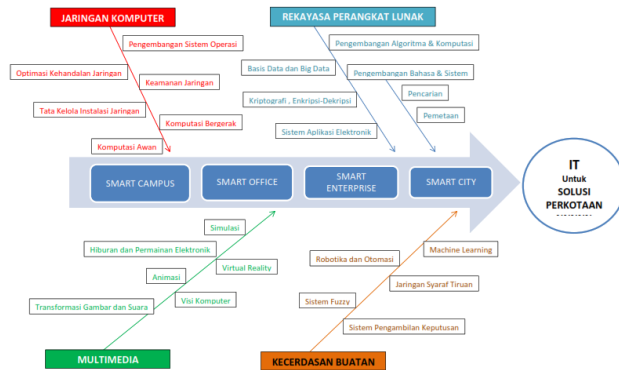 JARINGAN KOMPUTER
REKAYASA PERANGKAT LUNAK
Pengembangan Sistem Operasi
Optimasi Kehandalan Jaringan
Keamanan Jaringan
Tata Kelola Instalasi Jaringan
Komputasi Bergerak
Komputasi Awan
Pengembangan Algoritma & Komputasi
Basis Data dan Big Data
Pengembangan Bahasa & Sistem
Pencarian
Kriptografi , Enkripsi-Dekripsi
Pemetaan
Sistem Aplikasi Elektronik
SMART CAMPUS
SMART OFFICE
SMART
ENTERPRISE
SMART CITY
IT
Untuk
SOLUSI
PERKOTAAN
Simulasi
Hiburan dan Permainan Elektronik
Virtual Reality
Animasi
Visi Komputer
Transformasi Gambar dan Suara
MULTIMEDIA
Machine Learning
Robotika dan Otomasi
Jaringan Syaraf Tiruan
Sistem Fuzzy
Sistem Pengambilan Keputusan
KECERDASAN BUATAN